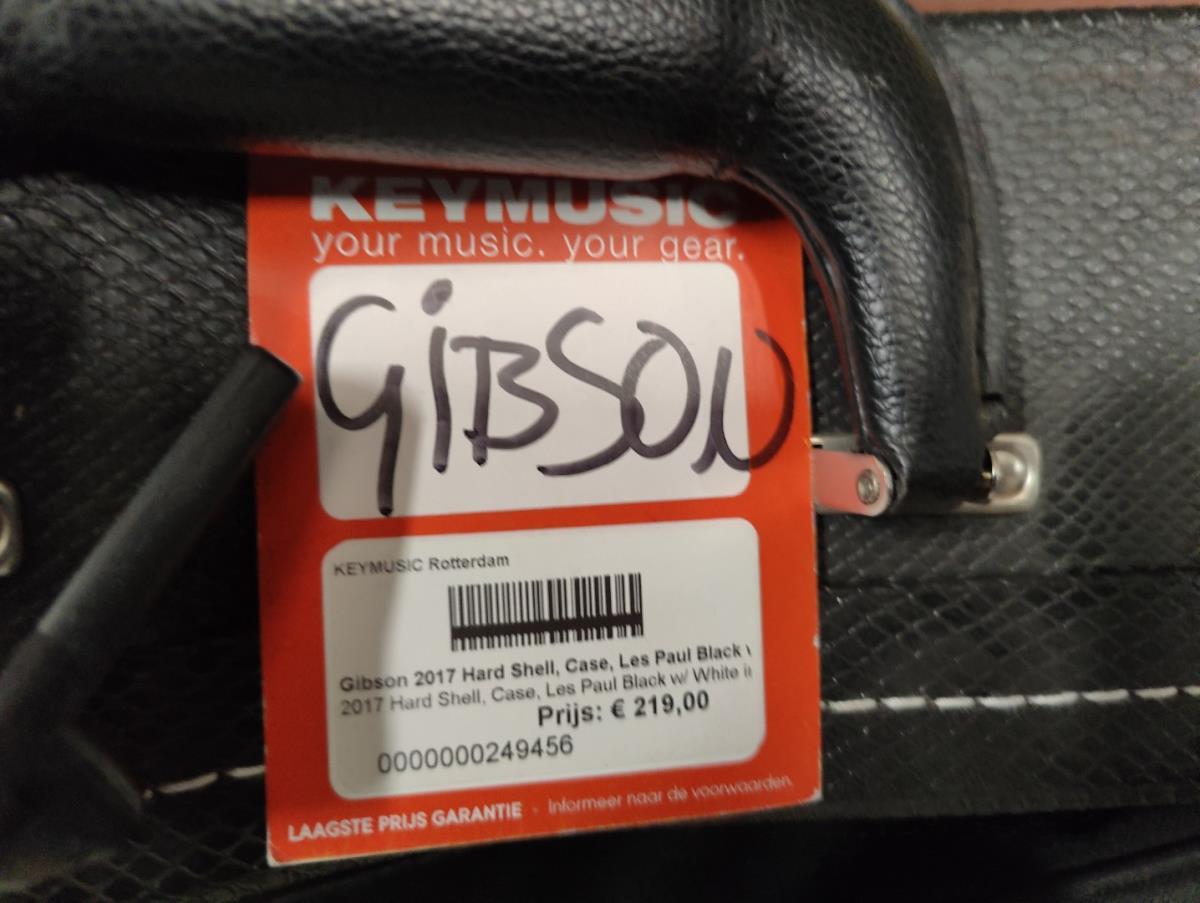 KEYMUSIC
your music. your gear.
GiBSON
KEYMUSIC Rotterdam
Gibson 2017 Hard Shell, Case, Les Paul Black
2017 Hard Shell, Case, Les Paul Black w/ White
Prijs: € 219,00
0000000249456
LAAGSTE PRIJS GARANTIE - Informeer naar de voorwaarden.